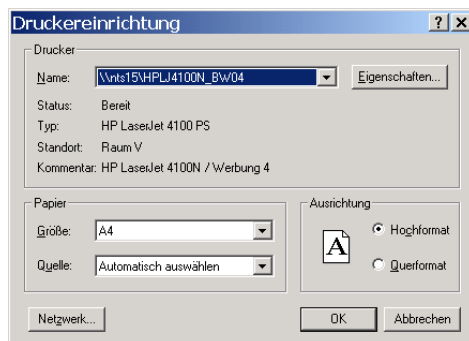 Druckereinrichtung
Drucker
Name: \\nts15\HPLJ4100N_BW04 Eigenschaften...
Status: Bereit
Typ: HP LaserJet 4100 PS
Standort: Raum V
Kommentar: HP LaserJet 4100N / Werbung 4
Papier
Größe: A4
Quelle: Automatisch auswählen
Ausrichtung
A
Hochformat
Querformat
Netzwerk... OK Abbrechen